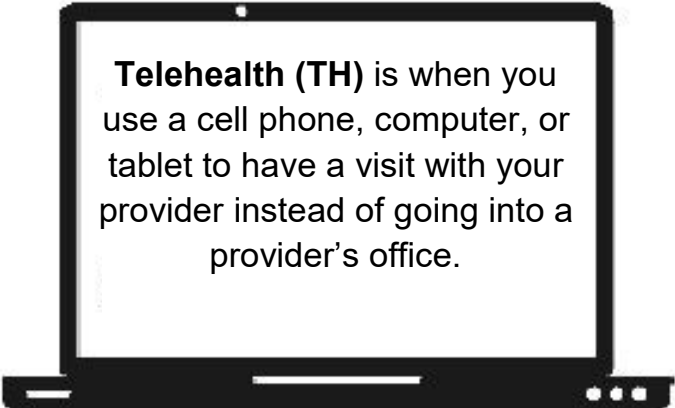 Telehealth (TH) is when you
use a cell phone, computer, or
tablet to have a visit with your
provider instead of going into a
provider’s office.